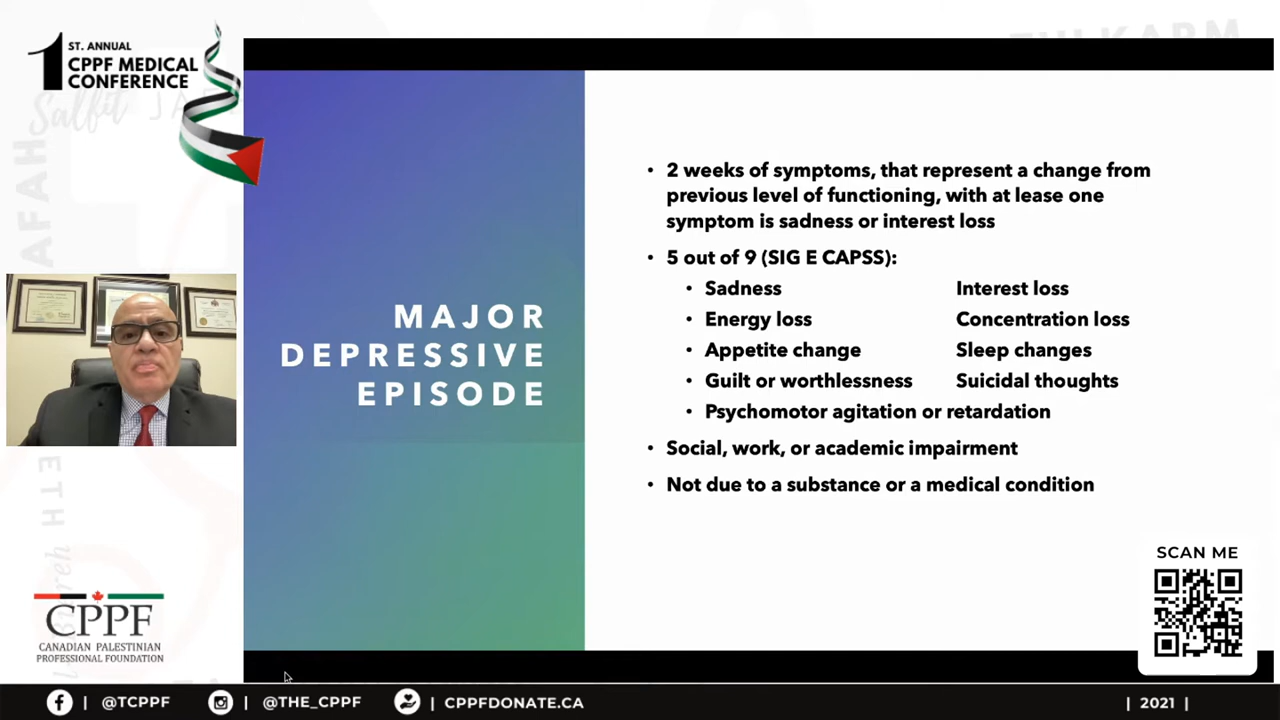 1
ST. ANNUAL
CPPF MEDICAL
CONFERENCE
MAJOR
DEPRESSIVE
EPISODE
• 2 weeks of symptoms, that represent a change from
previous level of functioning, with at lease one
symptom is sadness or interest loss
• 5 out of 9 (SIG E CAPSS):
• Sadness Interest loss
• Energy loss Concentration loss
• Appetite change Sleep changes
• Guilt or worthlessness Suicidal thoughts
• Psychomotor agitation or retardation
• Social, work, or academic impairment
• Not due to a substance or a medical condition
SCAN ME
CPPF
CANADIAN PALESTINIAN
PROFESSIONAL FOUNDATION
| @TCPPF | @THE_CPPF | CPPFDONATE.CA | 2021 |
Salfit
AFAH